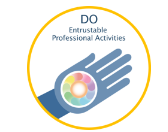 DO
Entrustable
Professional Activities